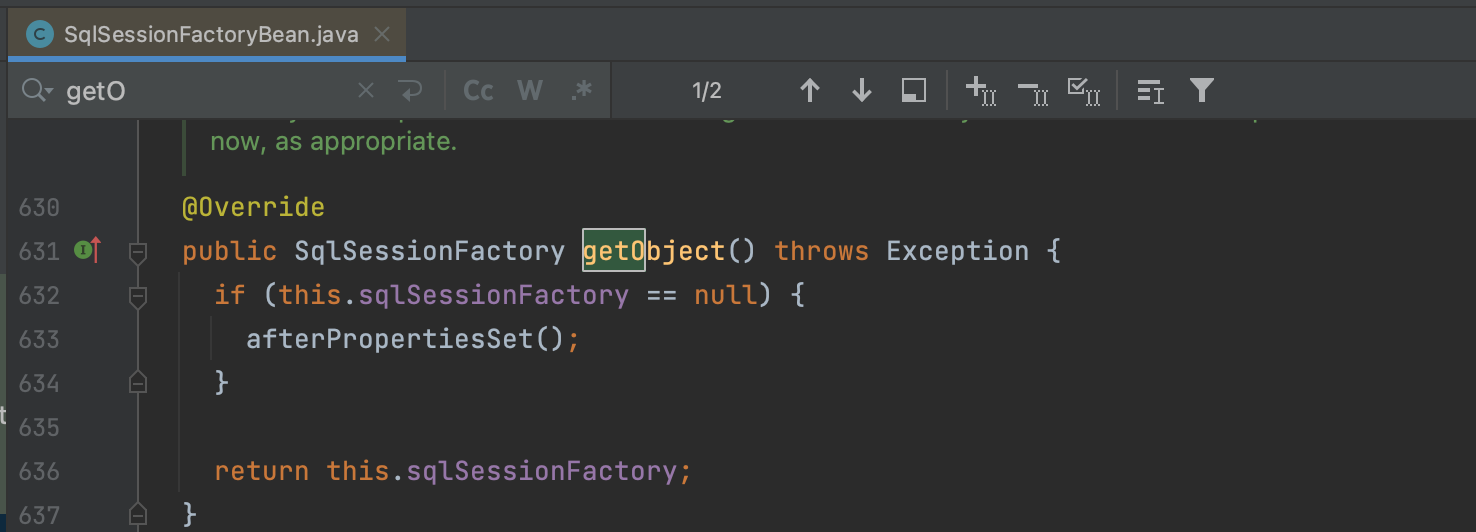 SqlSessionFactoryBean.java
getO
Cc W .*
1/2
now, as appropriate.
630 @Override
631 public SqlSessionFactory getObject() throws Exception {
632 if (this.sqlSessionFactory == null) {
633 afterPropertiesSet();
634 }
635
636 return this.sqlSessionFactory;
637 }